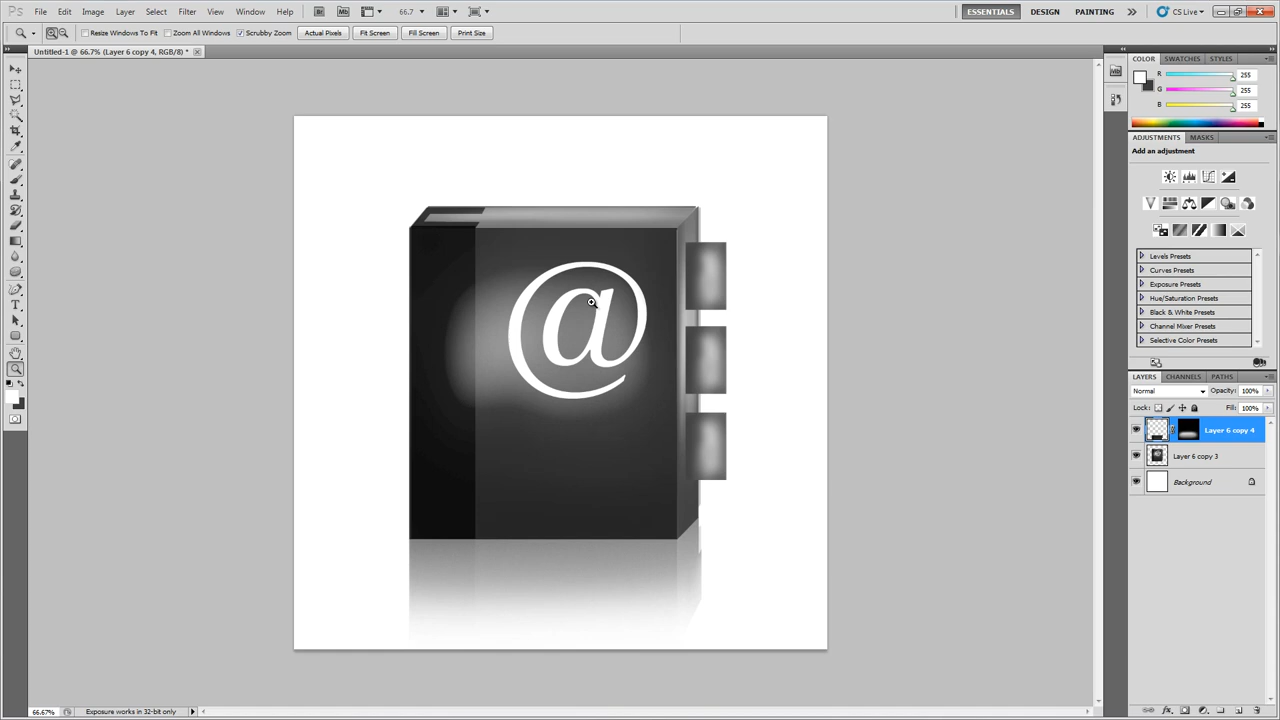 Ps File Edit Image Layer Select Filter View Window Help 66.7 ESSENTIALS DESIGN PAINTING CS Live
Resize Windows To Fit Zoom All Windows Scrubby Zoom Actual Pixels Fit Screen Fill Screen Print Size
Untitled-1 @ 66.7% (Layer 6 copy 4, RGB/8) *
COLOR SWATCHES STYLES
R 255
G 255
B 255
ADJUSTMENTS MASKS
Add an adjustment
Levels Presets
Curves Presets
Exposure Presets
Hue/Saturation Presets
Black & White Presets
Channel Mixer Presets
Selective Color Presets
LAYERS CHANNELS PATHS
Normal Opacity: 100%
Lock: Fill: 100%
Layer 6 copy 4
Layer 6 copy 3
Background
@
66.67% Exposure works in 32-bit only